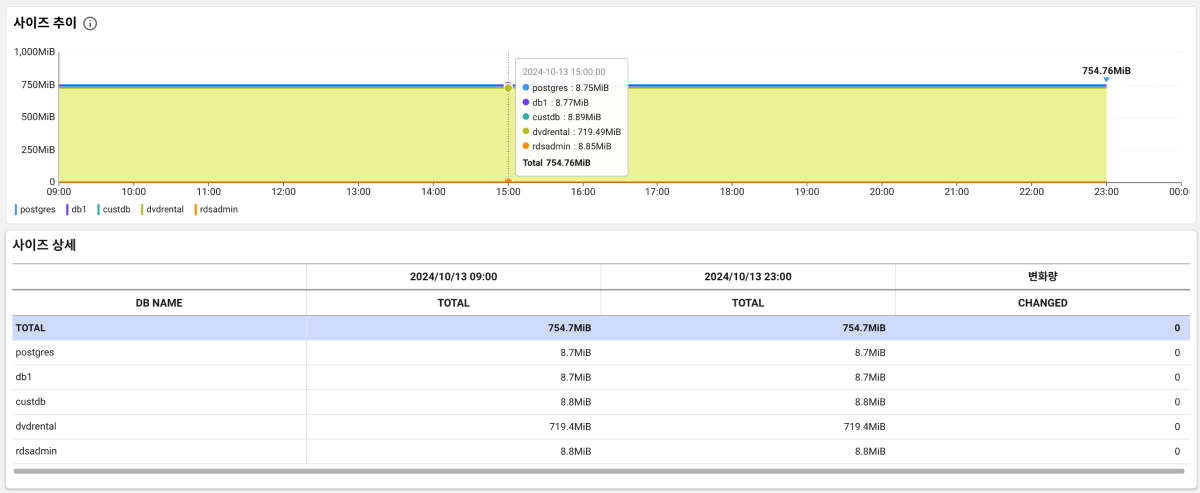 사이즈 추이
1,000MiB
750MiB
500MiB
250MiB
0
754.76MiB
2024-10-13 15:00:00
postgres : 8.75MiB
db1 : 8.77MiB
custdb : 8.89MiB
dvdrental : 719.49MiB
rdsadmin : 8.85MiB
Total 754.76MiB
09:00 10:00 11:00 12:00 13:00 14:00 15:00 16:00 17:00 18:00 19:00 20:00 21:00 22:00 23:00 00:0
postgres db1 custdb dvdrental rdsadmin
사이즈 상세
2024/10/13 09:00 2024/10/13 23:00 변화량
DB NAME TOTAL TOTAL CHANGED
TOTAL 754.7MiB 754.7MiB 0
postgres 8.7MiB 8.7MiB 0
db1 8.7MiB 8.7MiB 0
custdb 8.8MiB 8.8MiB 0
dvdrental 719.4MiB 719.4MiB 0
rdsadmin 8.8MiB 8.8MiB 0